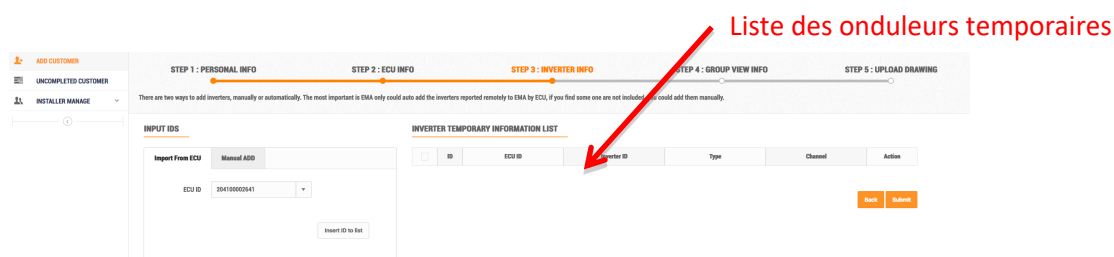 Liste des onduleurs temporaires
ADD CUSTOMER
UNCOMPLETED CUSTOMER
INSTALLER MANAGE
STEP 1 : PERSONAL INFO
STEP 2 : ECU INFO
STEP 3 : INVERTER INFO
STEP 4 : GROUP VIEW INFO
STEP 5 : UPLOAD DRAWING
There are two ways to add inverters, manually or automatically. The most important is EMA only could auto add the inverters reported remotely to EMA by ECU, if you find some one are not included, you could add them manually.
INPUT IDS
Import From ECU Manual ADD
ECU ID 204100002641
Insert ID to list
INVERTER TEMPORARY INFORMATION LIST
ID ECU ID Inverter ID Type Channel Action
Back Submit